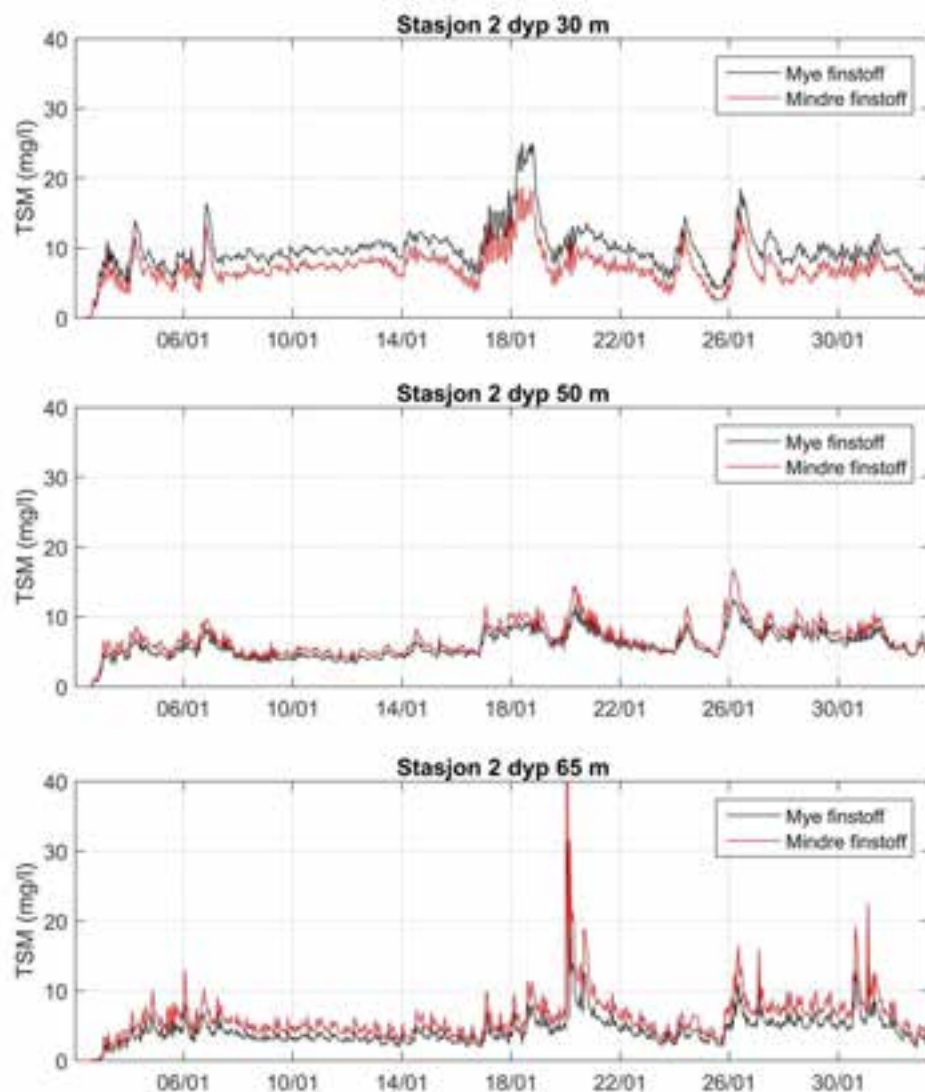 Stasjon 2 dyp 30 m
40
30
20
10
0
TSM (mg/l)
Mye finstoff
Mindre finstoff
06/01 10/01 14/01 18/01 22/01 26/01 30/01
Stasjon 2 dyp 50 m
40
30
20
10
0
TSM (mg/l)
Mye finstoff
Mindre finstoff
06/01 10/01 14/01 18/01 22/01 26/01 30/01
Stasjon 2 dyp 65 m
40
30
20
10
0
TSM (mg/l)
Mye finstoff
Mindre finstoff
06/01 10/01 14/01 18/01 22/01 26/01 30/01